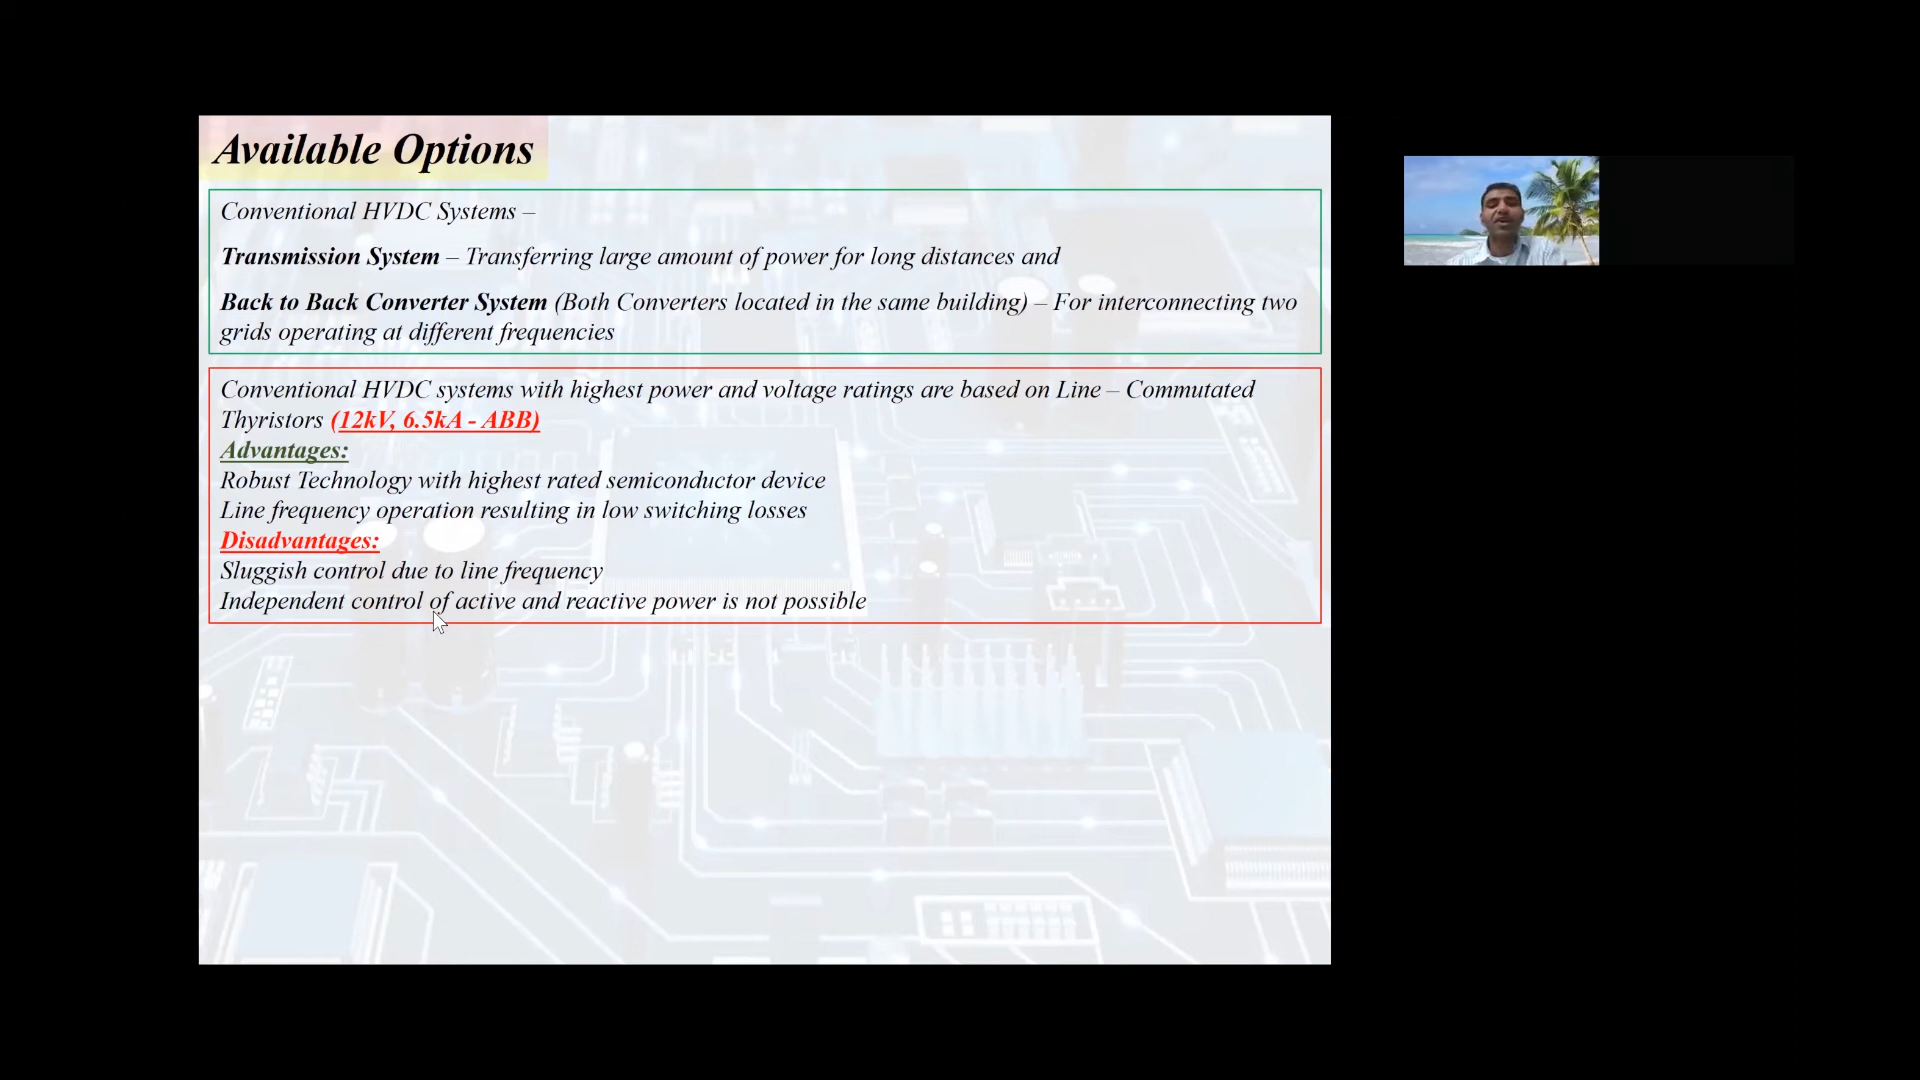 Available Options
Conventional HVDC Systems –
Transmission System – Transferring large amount of power for long distances and
Back to Back Converter System (Both Converters located in the same building) – For interconnecting two
grids operating at different frequencies
Conventional HVDC systems with highest power and voltage ratings are based on Line – Commutated
Thyristors (12kV, 6.5kA - ABB)
Advantages:
Robust Technology with highest rated semiconductor device
Line frequency operation resulting in low switching losses
Disadvantages:
Sluggish control due to line frequency
Independent control of active and reactive power is not possible